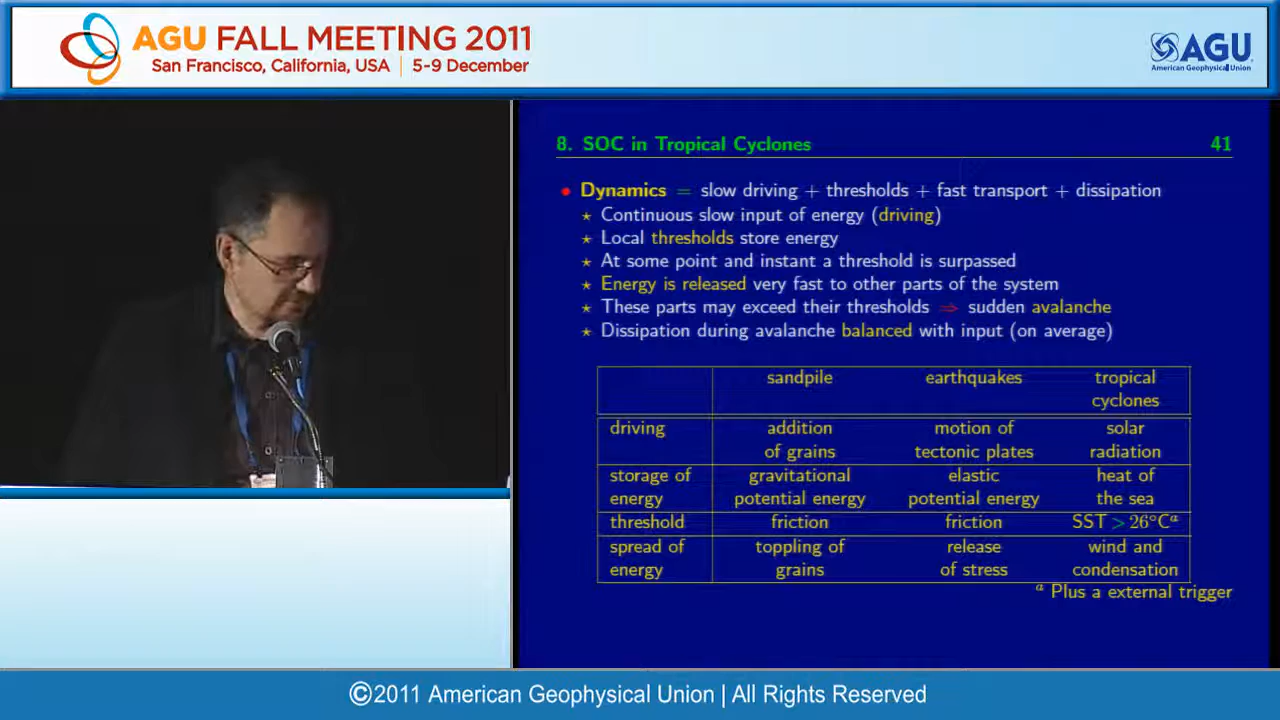 AGU FALL MEETING 2011
San Francisco, California, USA | 5-9 December
AGU
American Geophysical Union
8. SOC in Tropical Cyclones 41
• Dynamics = slow driving + thresholds + fast transport + dissipation
⋆ Continuous slow input of energy (driving)
⋆ Local thresholds store energy
⋆ At some point and instant a threshold is surpassed
⋆ Energy is released very fast to other parts of the system
⋆ These parts may exceed their thresholds ⇒ sudden avalanche
⋆ Dissipation during avalanche balanced with input (on average)
sandpile earthquakes tropical
cyclones
driving addition motion of solar
of grains tectonic plates radiation
storage of gravitational elastic heat of
energy potential energy potential energy the sea
threshold friction friction SST > 26°Cᵃ
spread of toppling of release wind and
energy grains of stress condensation
ᵃ Plus a external trigger
©2011 American Geophysical Union | All Rights Reserved